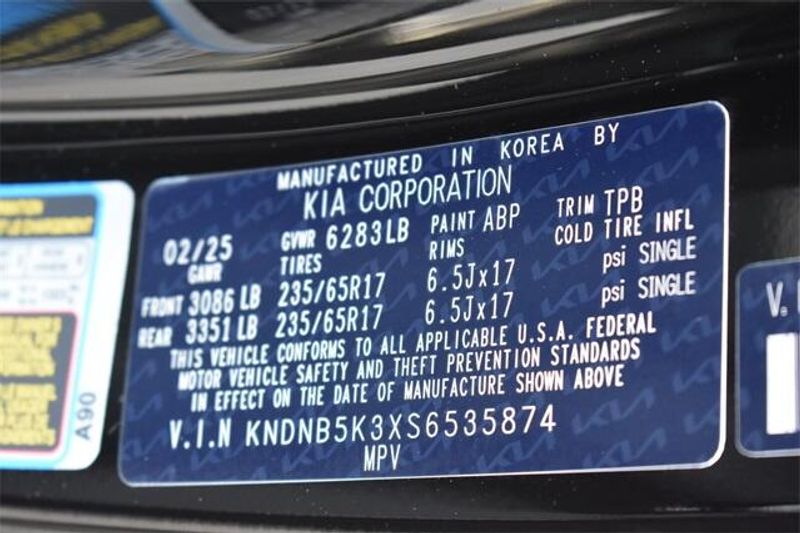 MANUFACTURED IN KOREA BY
KIA CORPORATION
02/25 GVWR 6283LB PAINT ABP TRIM TPB
GAWR TIRES RIMS COLD TIRE INFL
FRONT 3086 LB 235/65R17 6.5Jx17 psi SINGLE
REAR 3351 LB 235/65R17 6.5Jx17 psi SINGLE
THIS VEHICLE CONFORMS TO ALL APPLICABLE U.S.A. FEDERAL
MOTOR VEHICLE SAFETY AND THEFT PREVENTION STANDARDS
IN EFFECT ON THE DATE OF MANUFACTURE SHOWN ABOVE
V.I.N KNDNB5K3XS6535874
MPV
A90
V.